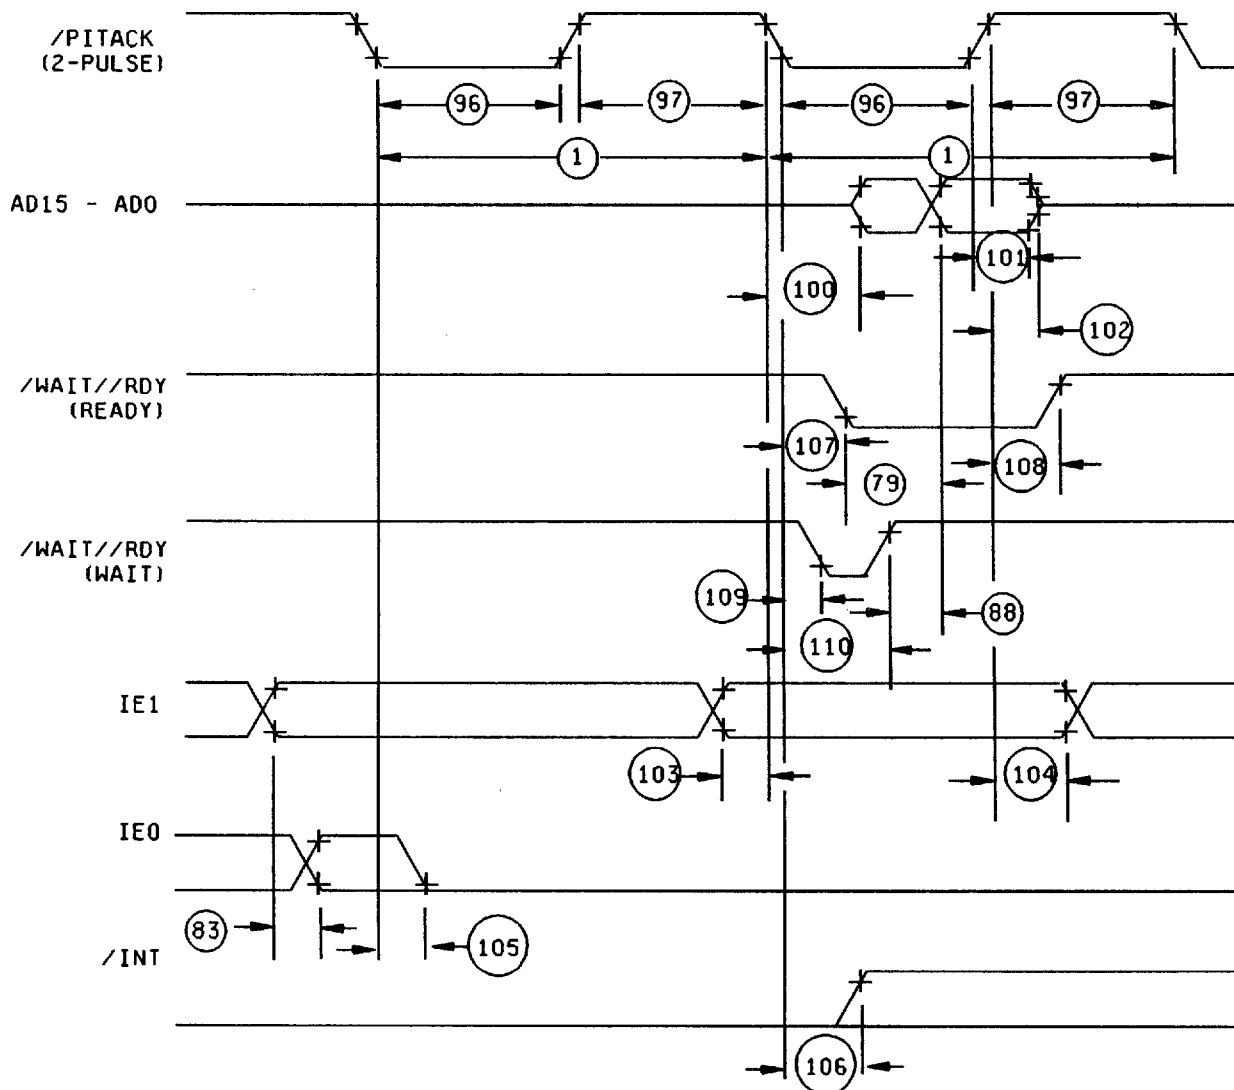 /PITACK
(2-PULSE)
96
97
96
97
1
1
AD15 - AD0
101
100
102
/WAIT//RDY
(READY)
107
108
79
/WAIT//RDY
(WAIT)
109
88
110
IE1
103
104
IE0
83
105
/INT
106